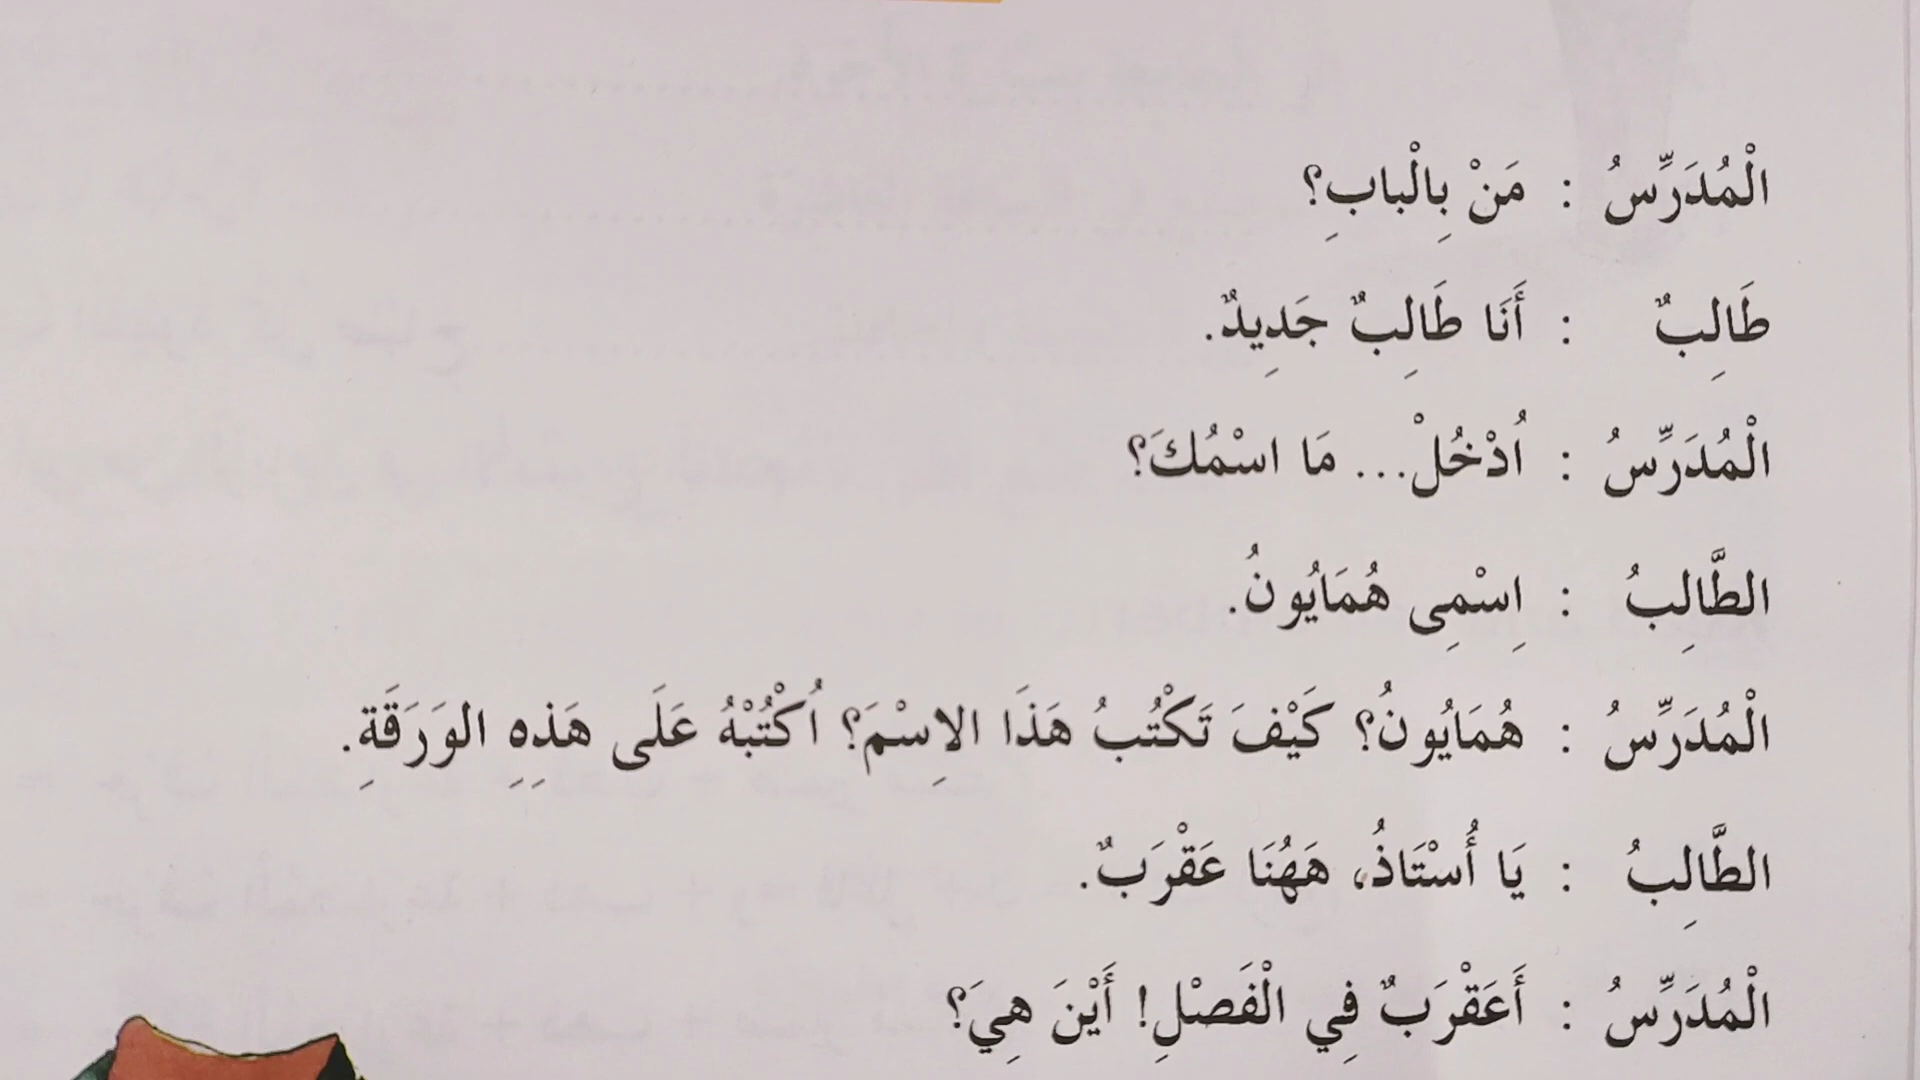 الْمُدَرِّسُ : مَنْ بِالْبابِ؟
طَالِبٌ : أَنَا طَالِبٌ جَدِيدٌ.
الْمُدَرِّسُ : اُدْخُلْ... مَا اسْمُكَ؟
الطَّالِبُ : اِسْمِى هُمَايُونُ.
الْمُدَرِّسُ : هُمَايُونُ؟ كَيْفَ تَكْتُبُ هَذَا الاِسْمَ؟ اُكْتُبْهُ عَلَى هَذِهِ الوَرَقَةِ.
الطَّالِبُ : يَا أُسْتَاذُ، هَهُنَا عَقْرَبٌ.
الْمُدَرِّسُ : أَعَقْرَبٌ فِي الْفَصْلِ! أَيْنَ هِيَ؟